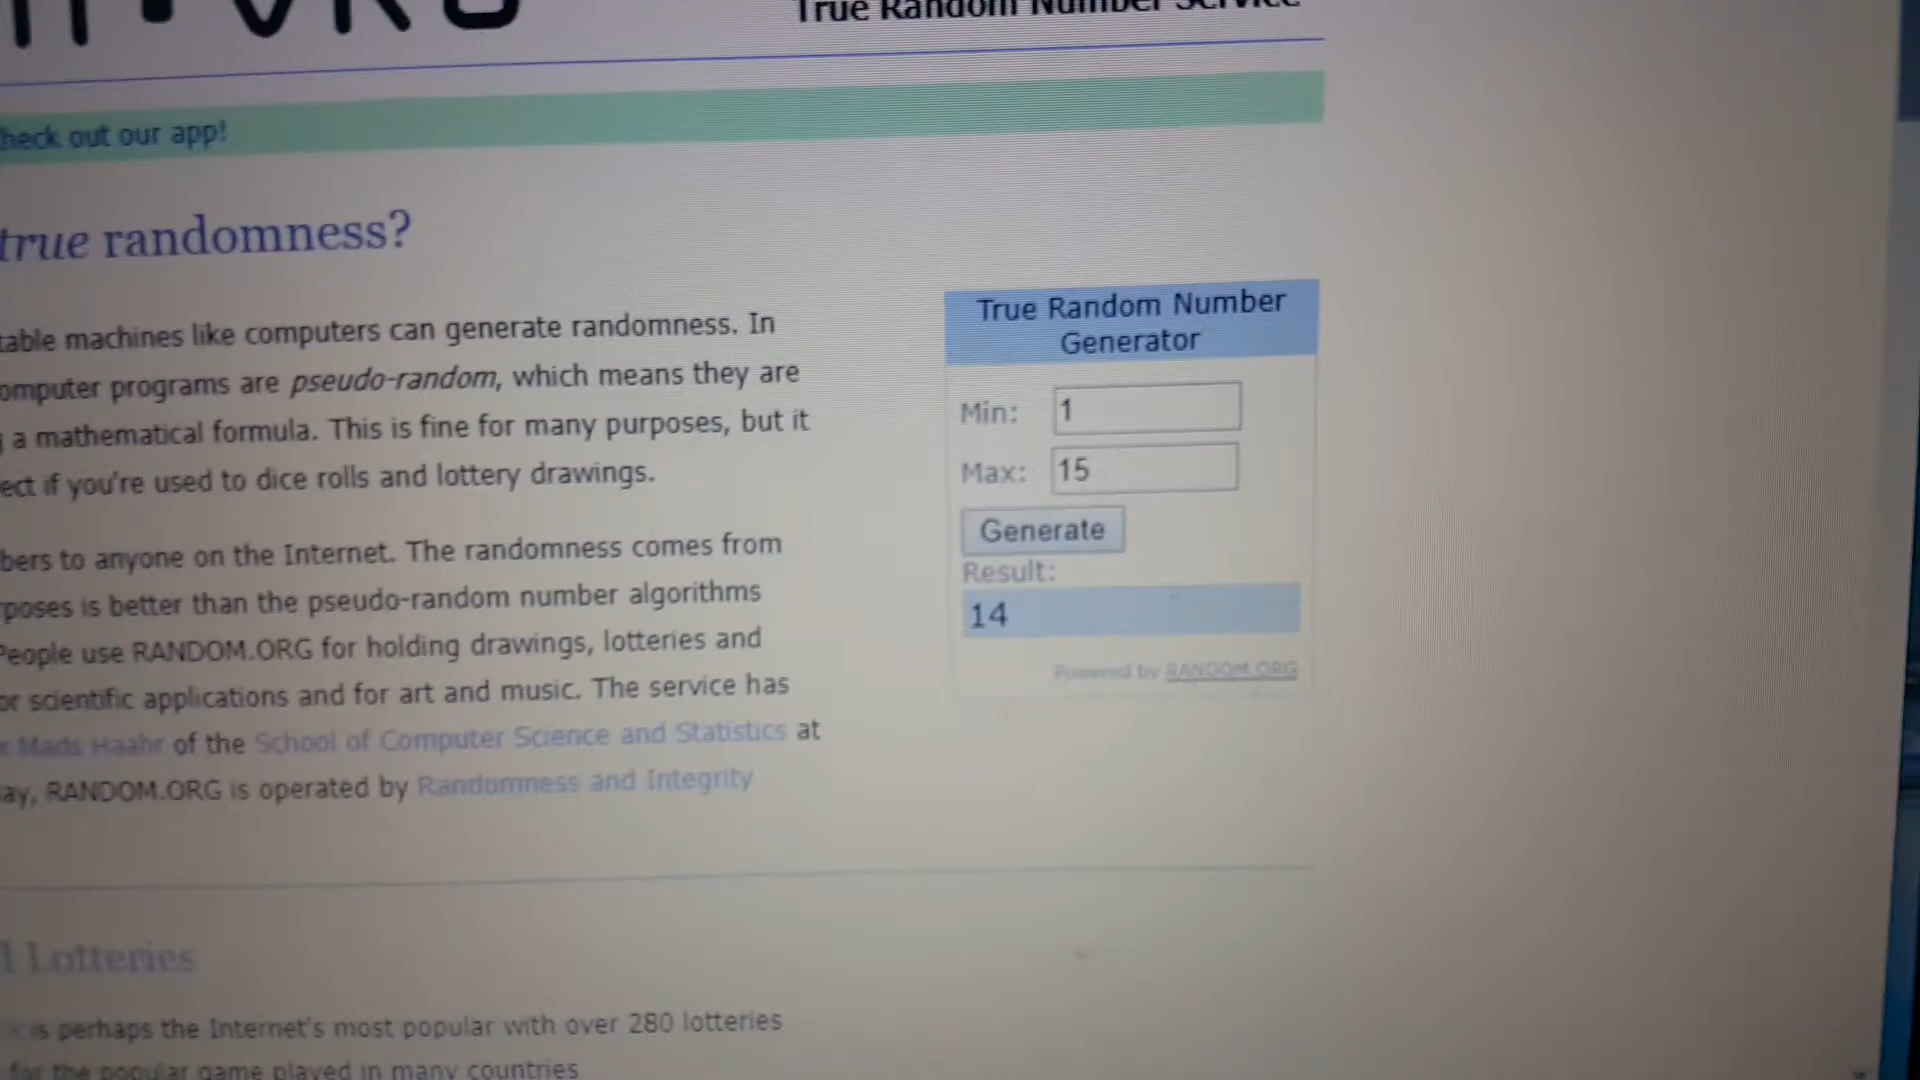 True Random Number Service
heck out our app!
true randomness?
table machines like computers can generate randomness. In
omputer programs are pseudo-random, which means they are
a mathematical formula. This is fine for many purposes, but it
ect if you're used to dice rolls and lottery drawings.
bers to anyone on the Internet. The randomness comes from
poses is better than the pseudo-random number algorithms
People use RANDOM.ORG for holding drawings, lotteries and
or scientific applications and for art and music. The service has
Mads Haahr of the School of Computer Science and Statistics at
ay, RANDOM.ORG is operated by Randomness and Integrity
True Random Number
Generator
Min: 1
Max: 15
Generate
Result:
14
Powered by RANDOM.ORG
l Lotteries
is perhaps the Internet's most popular with over 280 lotteries
for the popular game played in many countries